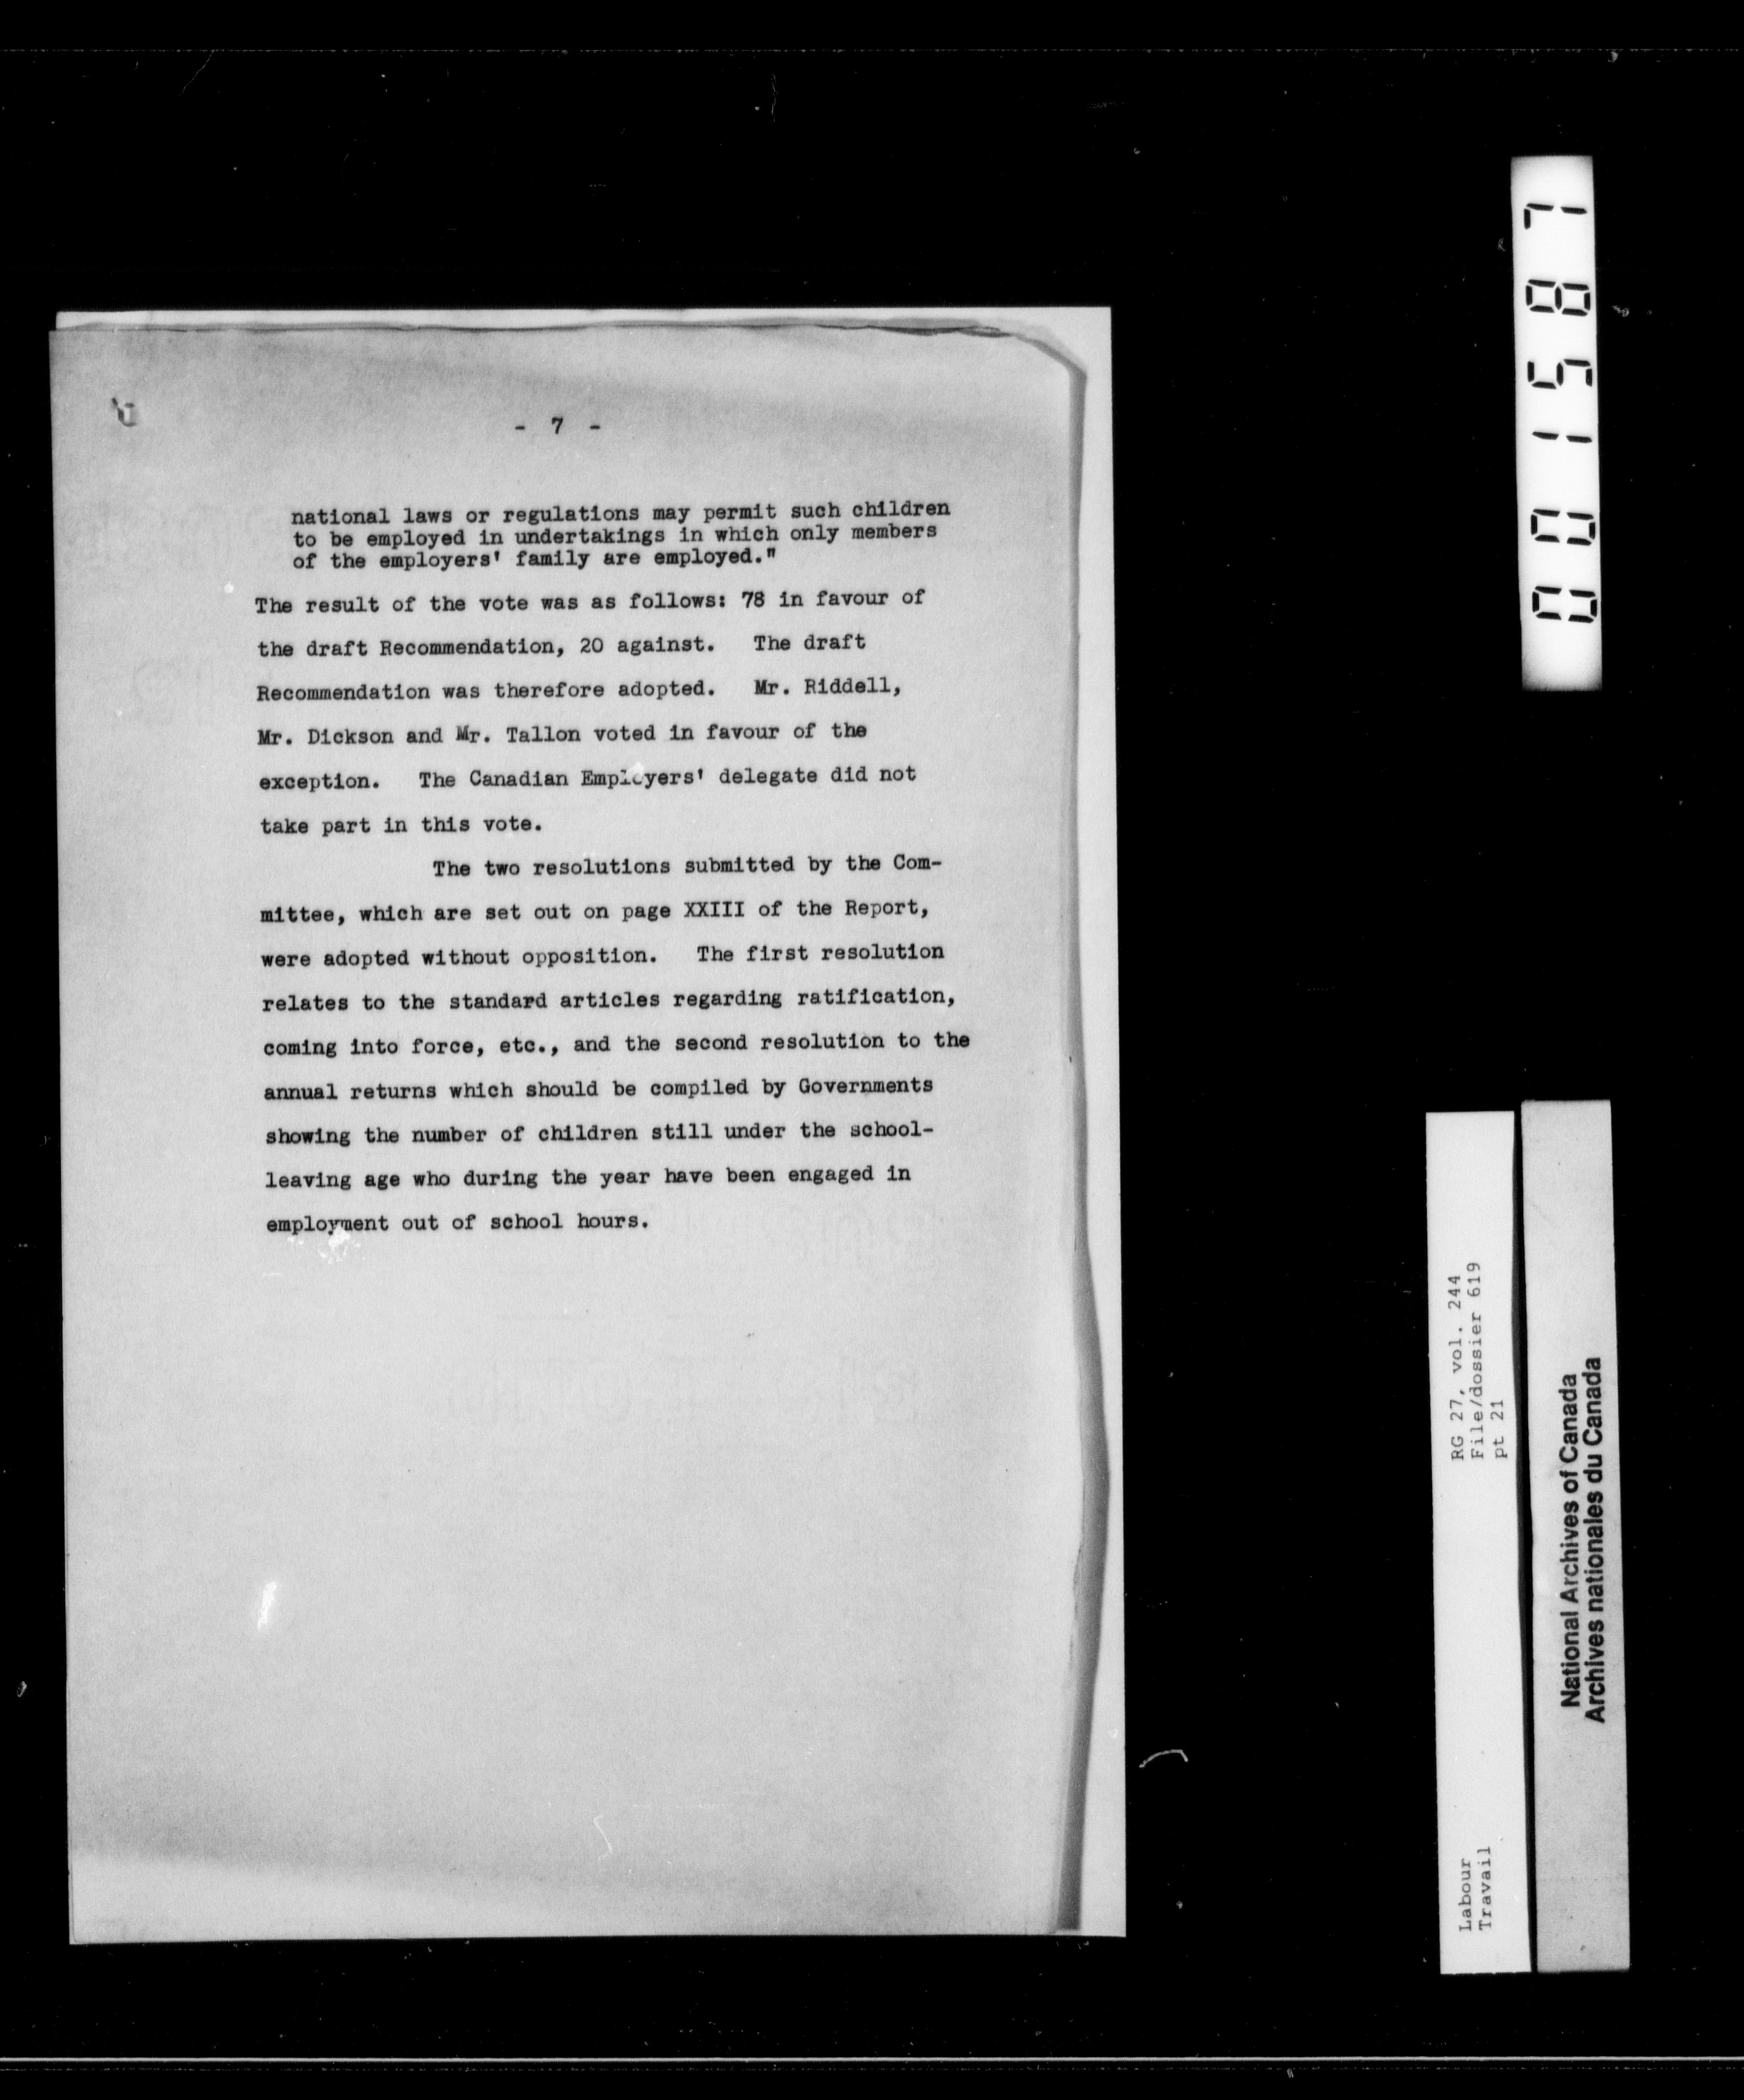 - 7 -
national laws or regulations may permit such children
to be employed in undertakings in which only members
of the employers' family are employed."
The result of the vote was as follows: 78 in favour of
the draft Recommendation, 20 against. The draft
Recommendation was therefore adopted. Mr. Riddell,
Mr. Dickson and Mr. Tallon voted in favour of the
exception. The Canadian Employers' delegate did not
take part in this vote.
The two resolutions submitted by the Com-
mittee, which are set out on page XXIII of the Report,
were adopted without opposition. The first resolution
relates to the standard articles regarding ratification,
coming into force, etc., and the second resolution to the
annual returns which should be compiled by Governments
showing the number of children still under the school-
leaving age who during the year have been engaged in
employment out of school hours.
001587
RG 27, vol. 244
File/dossier 619
pt 21
Labour
Travail
National Archives of Canada
Archives nationales du Canada